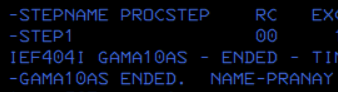 -STEPNAME PROCSTEP RC
-STEP1 00
IEF404I GAMA10AS - ENDED -
-GAMA10AS ENDED. NAME-PRANAY